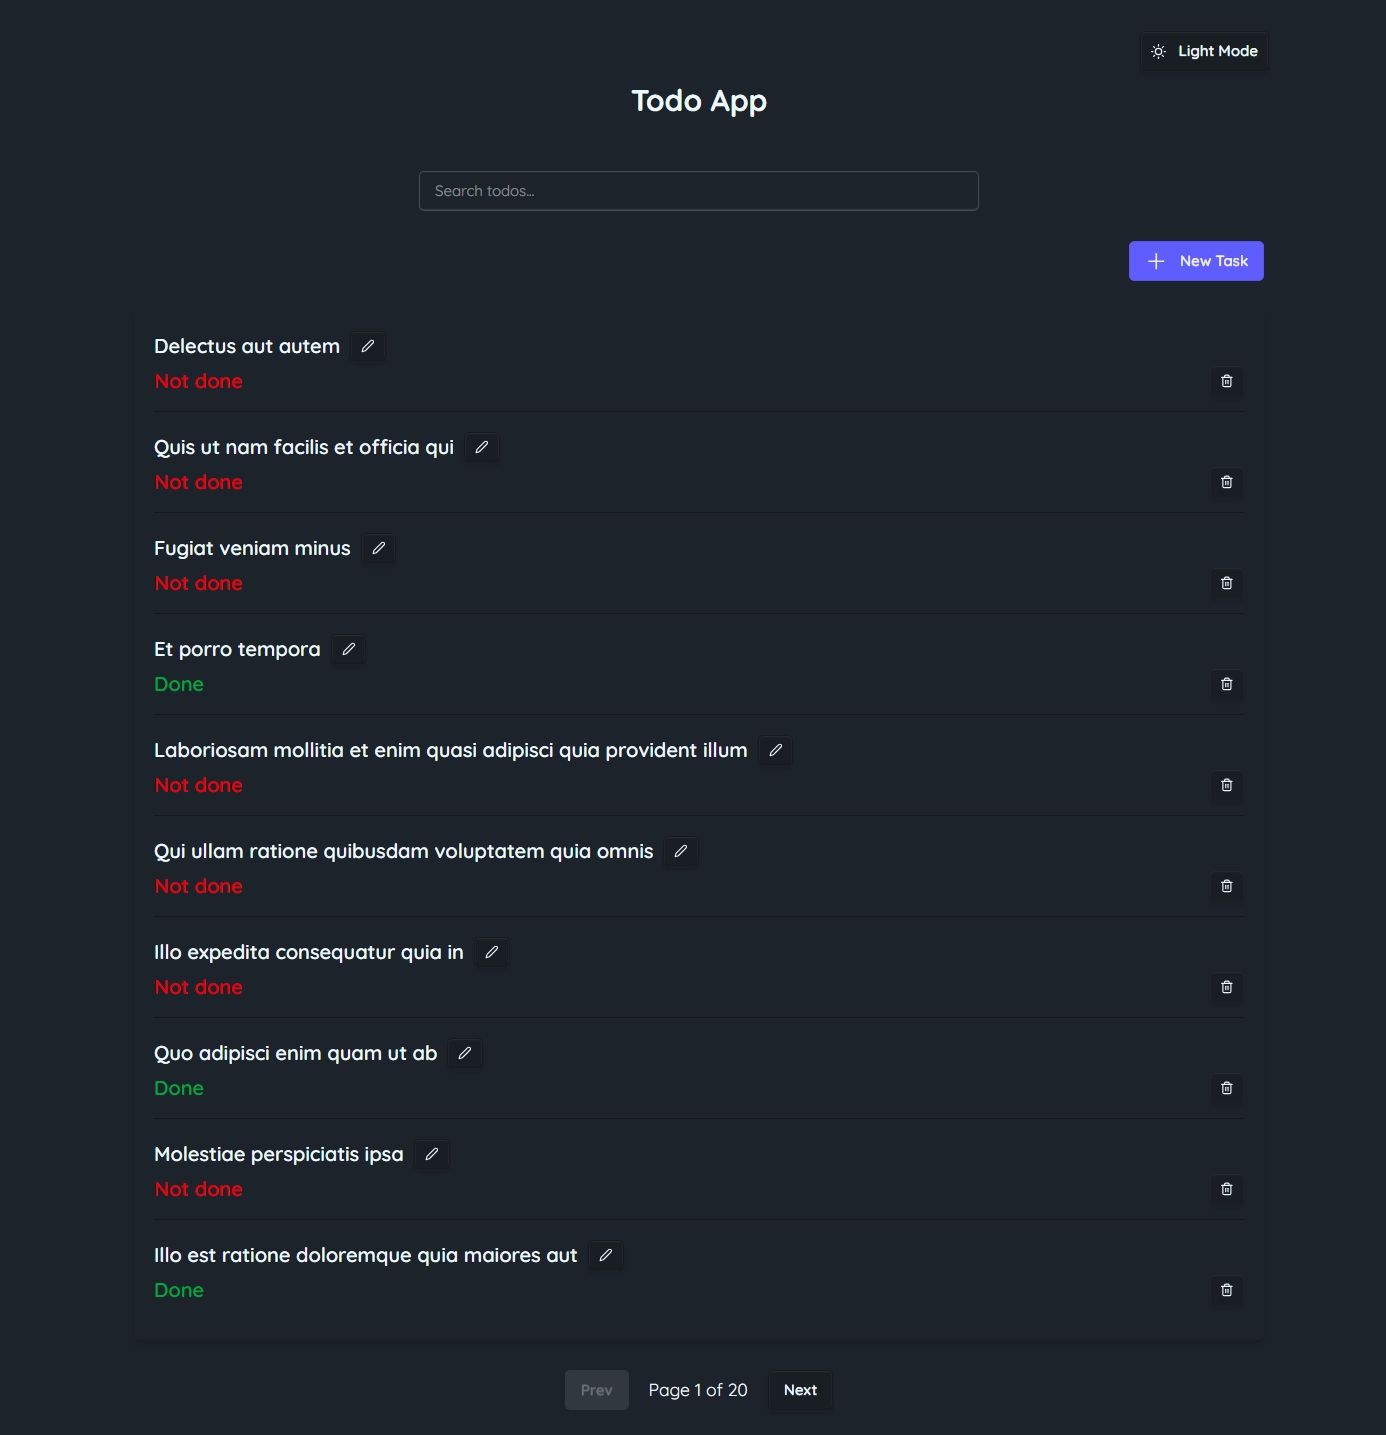 Light Mode
Todo App
Search todos...
New Task
Delectus aut autem
Not done
Quis ut nam facilis et officia qui
Not done
Fugiat veniam minus
Not done
Et porro tempora
Done
Laboriosam mollitia et enim quasi adipisci quia provident illum
Not done
Qui ullam ratione quibusdam voluptatem quia omnis
Not done
Illo expedita consequatur quia in
Not done
Quo adipisci enim quam ut ab
Done
Molestiae perspiciatis ipsa
Not done
Illo est ratione doloremque quia maiores aut
Done
Prev Page 1 of 20 Next